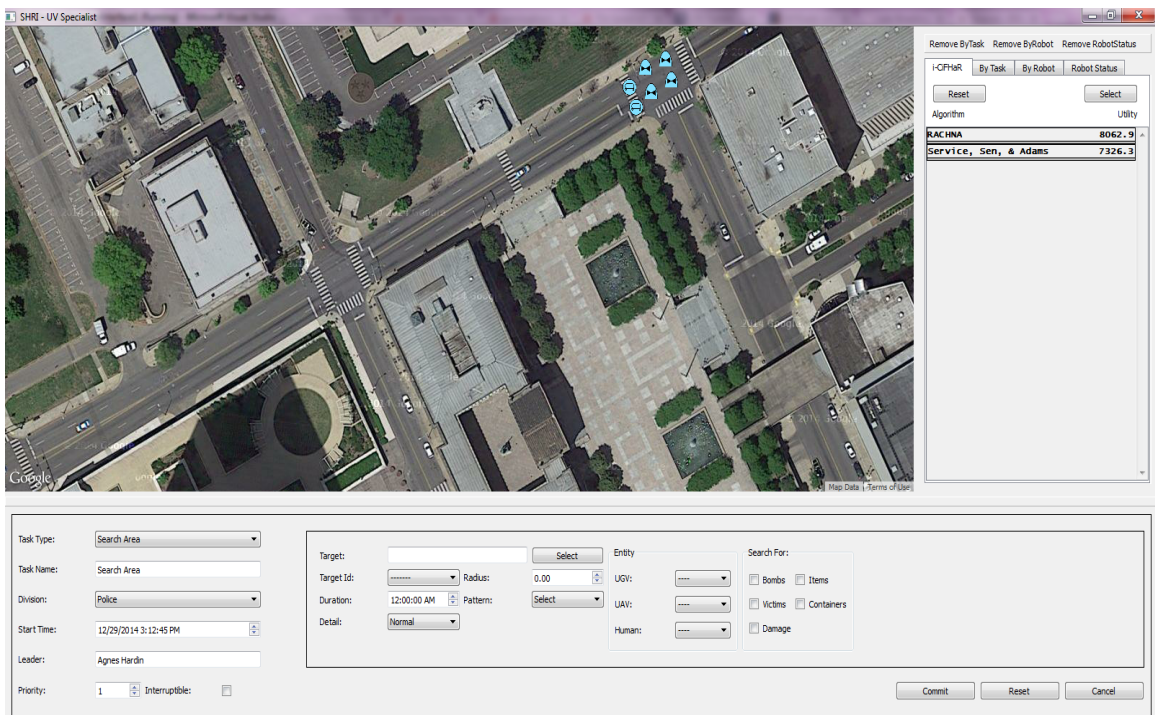 SHRI - UV Specialist
Remove ByTask Remove ByRobot Remove RobotStatus
i-CiFHaR By Task By Robot Robot Status
Reset Select
Algorithm Utility
RACHNA 8062.9
Service, Sen, & Adams 7326.3
Google
Map Data Terms of Use
Task Type: Search Area
Task Name: Search Area
Division: Police
Start Time: 12/29/2014 3:12:45 PM
Leader: Agnes Hardin
Priority: 1 Interruptible:
Target: Select
Target Id: ------- Radius: 0.00
Duration: 12:00:00 AM Pattern: Select
Detail: Normal
Entity
UGV: ----
UAV: ----
Human: ----
Search For:
Bombs Items
Victims Containers
Damage
Commit Reset Cancel